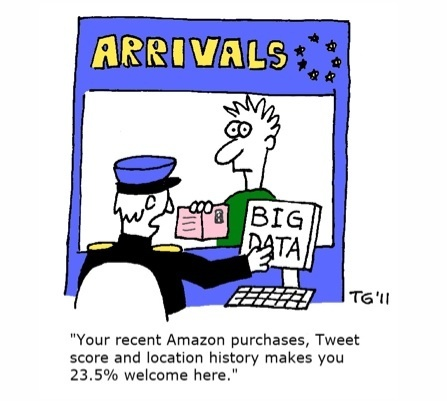 ARRIVALS
BIG
DATA
TG'11
"Your recent Amazon purchases, Tweet
score and location history makes you
23.5% welcome here."